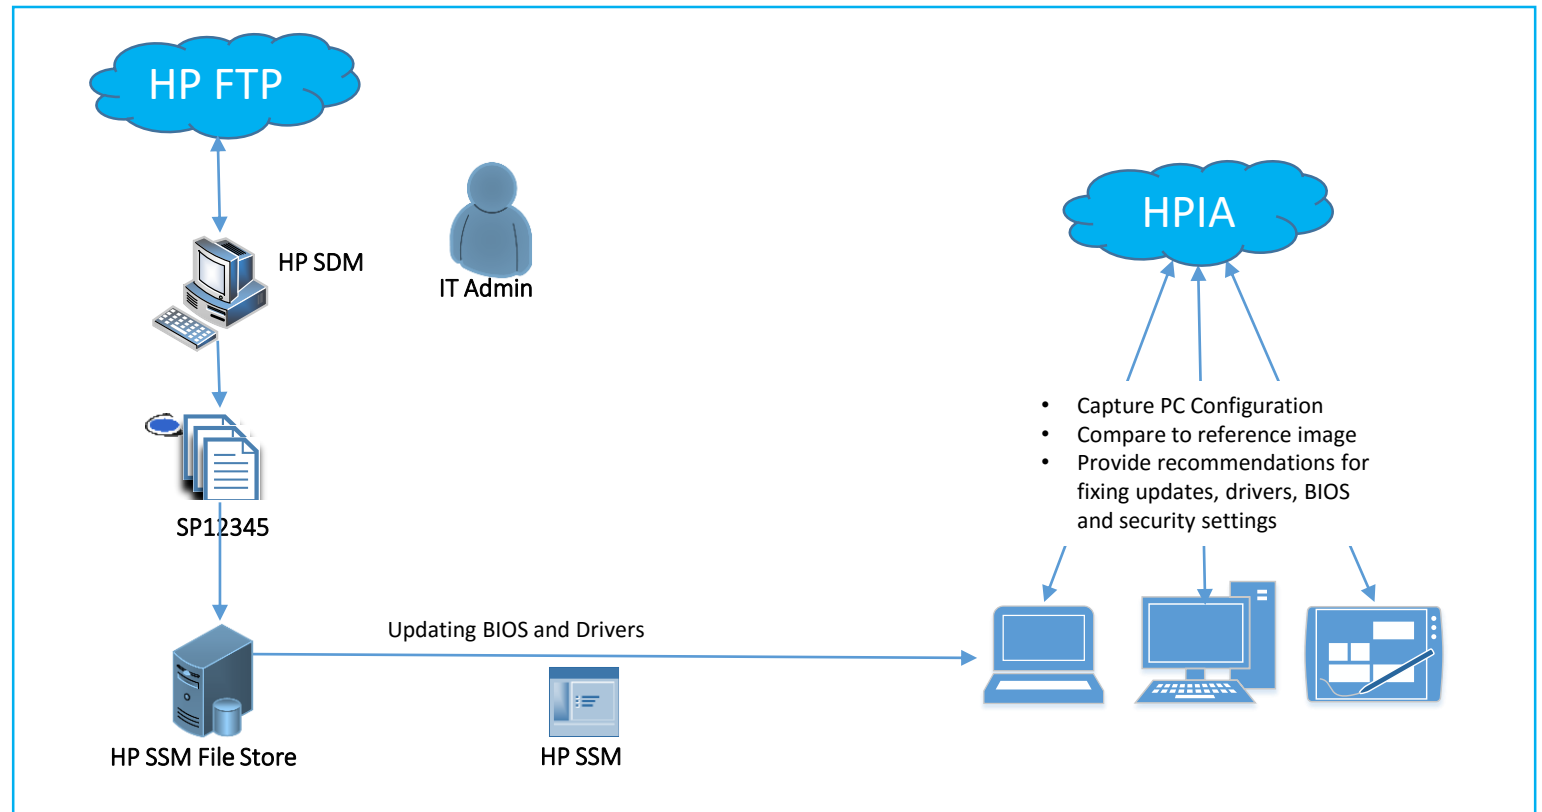 HP FTP
HP SDM
IT Admin
HPIA
• Capture PC Configuration
• Compare to reference image
• Provide recommendations for
fixing updates, drivers, BIOS
and security settings
SP12345
Updating BIOS and Drivers
HP SSM File Store
HP SSM